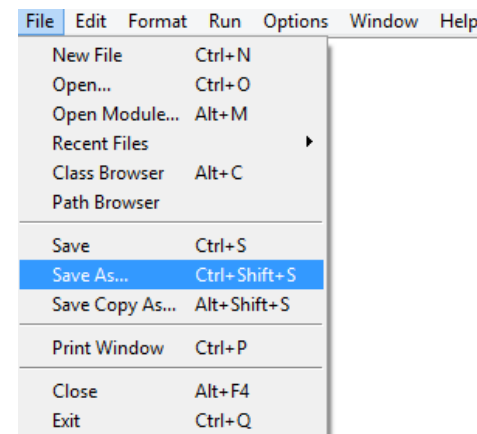 File Edit Format Run Options Window Help
New File Ctrl+N
Open... Ctrl+O
Open Module... Alt+M
Recent Files
Class Browser Alt+C
Path Browser
Save Ctrl+S
Save As... Ctrl+Shift+S
Save Copy As... Alt+Shift+S
Print Window Ctrl+P
Close Alt+F4
Exit Ctrl+Q